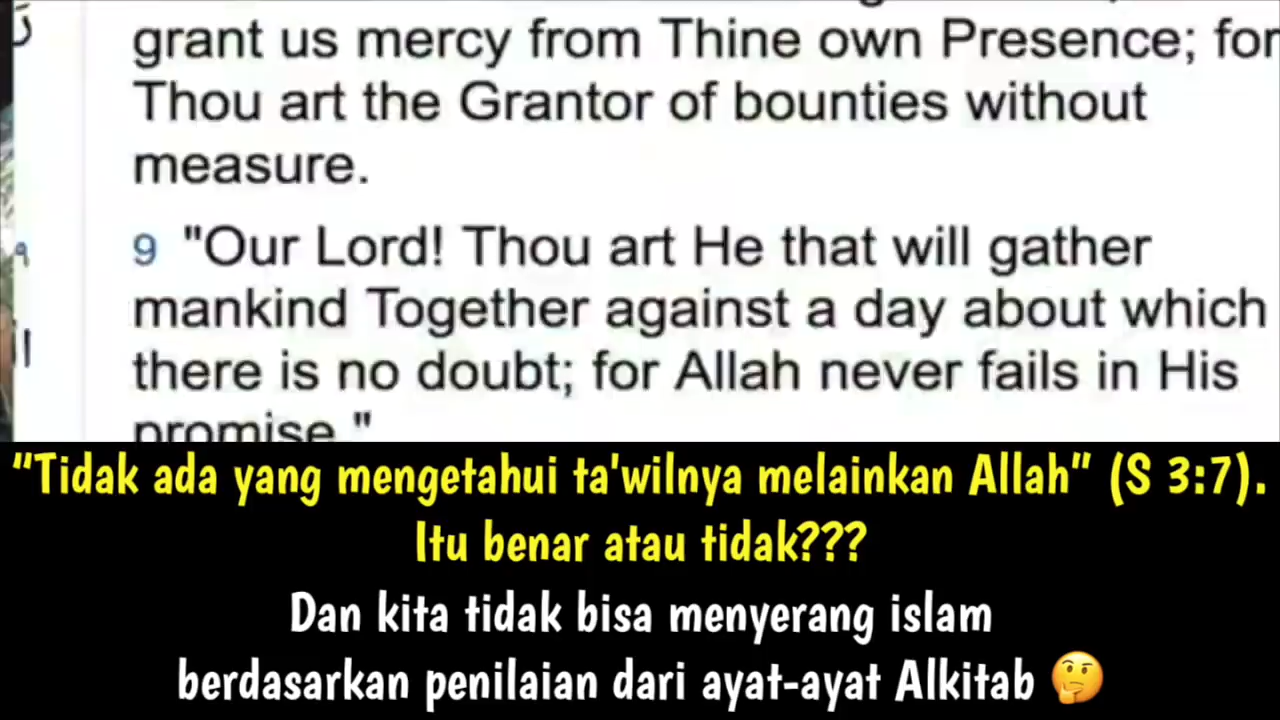 grant us mercy from Thine own Presence; for
Thou art the Grantor of bounties without
measure.
9 "Our Lord! Thou art He that will gather
mankind Together against a day about which
there is no doubt; for Allah never fails in His
promise."
“Tidak ada yang mengetahui ta'wilnya melainkan Allah” (S 3:7).
Itu benar atau tidak???
Dan kita tidak bisa menyerang islam
berdasarkan penilaian dari ayat-ayat Alkitab 🤔